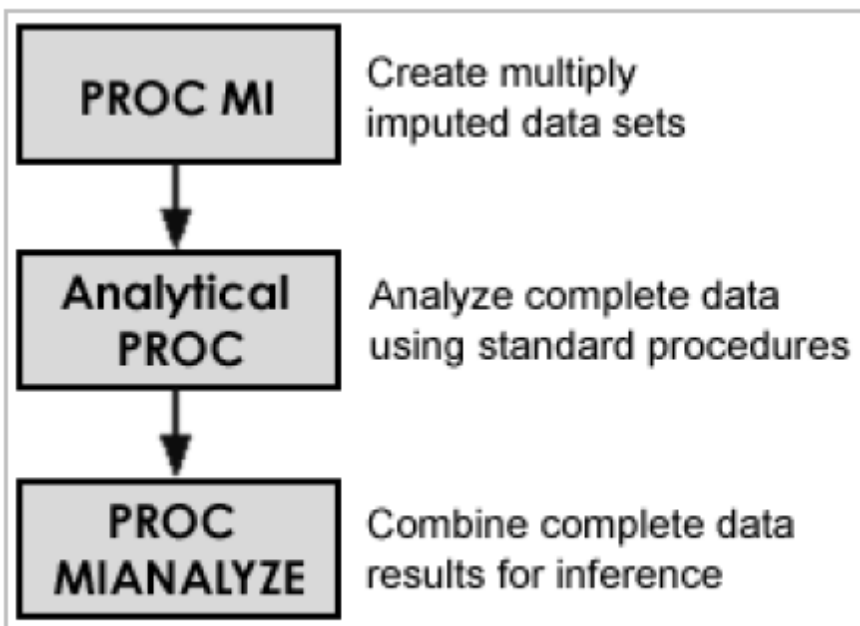 PROC MI
Create multiply
imputed data sets
Analytical
PROC
Analyze complete data
using standard procedures
PROC
MIANALYZE
Combine complete data
results for inference